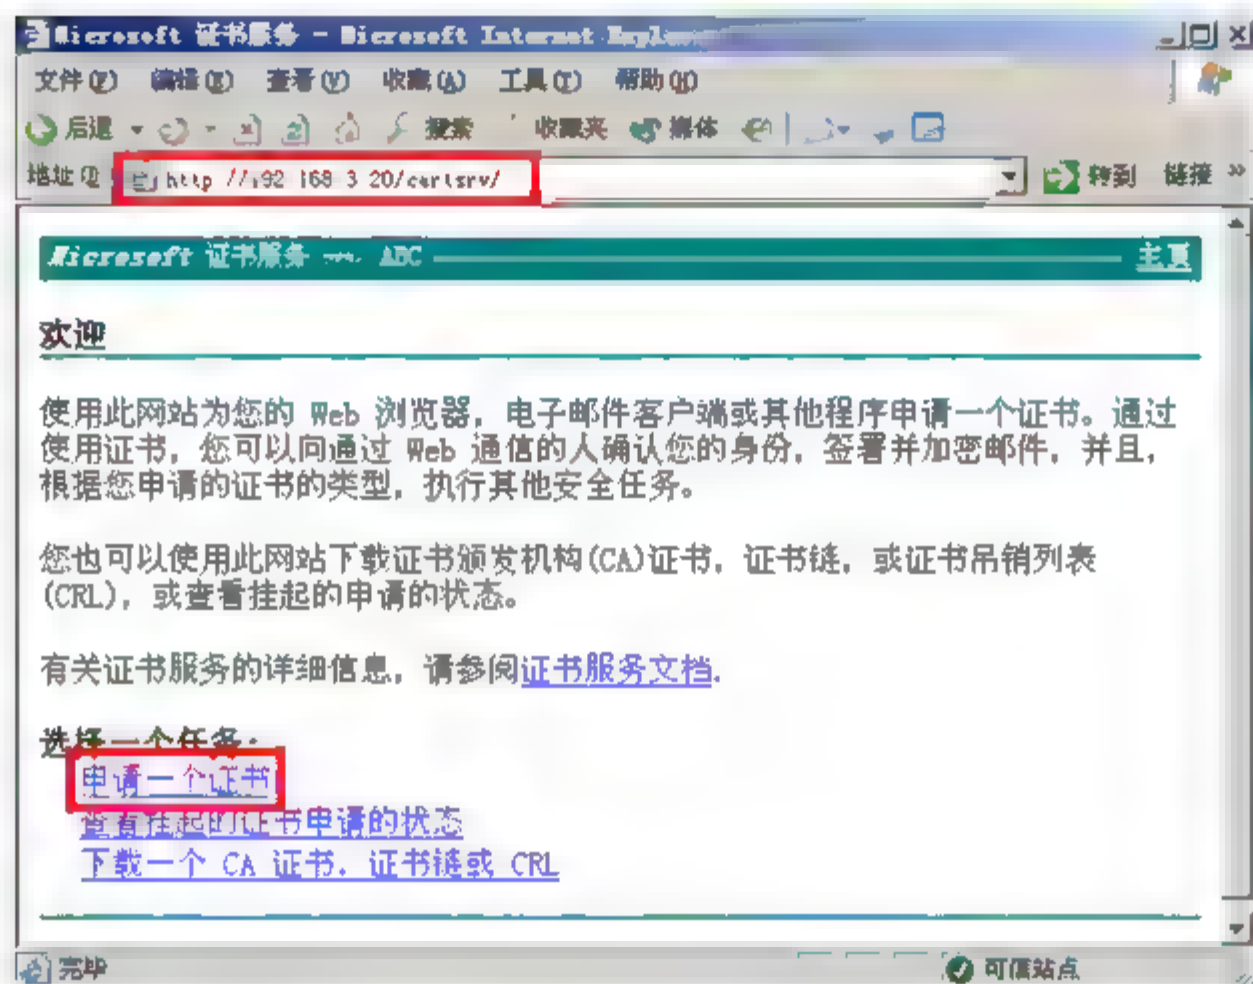 Microsoft 证书服务 - Microsoft Internet Explorer
文件(F) 编辑(E) 查看(V) 收藏(A) 工具(T) 帮助(H)
后退 搜索 收藏夹 媒体
地址(D) http://192.168.3.20/certsrv/ 转到 链接 »
Microsoft 证书服务 -- ABC 主页
欢迎
使用此网站为您的 Web 浏览器，电子邮件客户端或其他程序申请一个证书。通过
使用证书，您可以向通过 Web 通信的人确认您的身份，签署并加密邮件，并且，
根据您申请的证书的类型，执行其他安全任务。
您也可以使用此网站下载证书颁发机构(CA)证书，证书链，或证书吊销列表
(CRL)，或查看挂起的申请的状态。
有关证书服务的详细信息，请参阅证书服务文档.
选择一个任务:
申请一个证书
查看挂起的证书申请的状态
下载一个 CA 证书，证书链或 CRL
完毕 可信站点